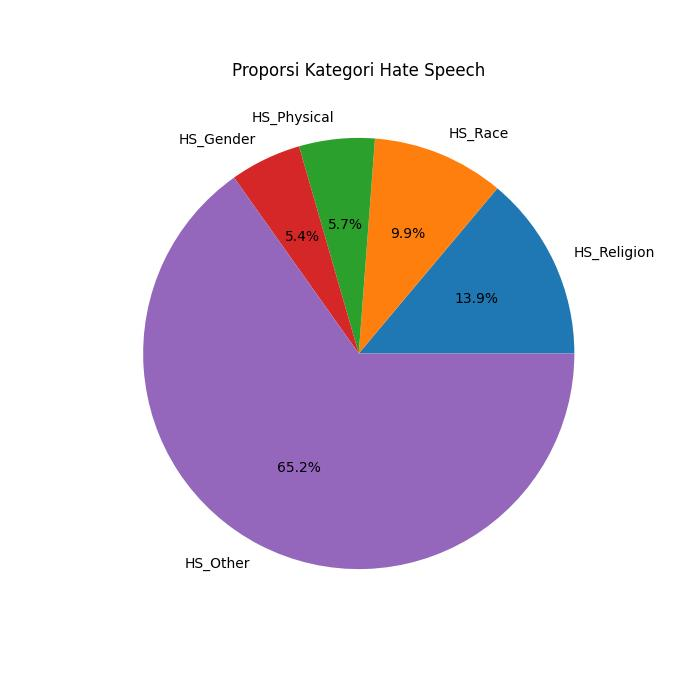 Proporsi Kategori Hate Speech
HS_Physical
HS_Gender
HS_Race
5.7%
5.4%
9.9%
HS_Religion
13.9%
65.2%
HS_Other